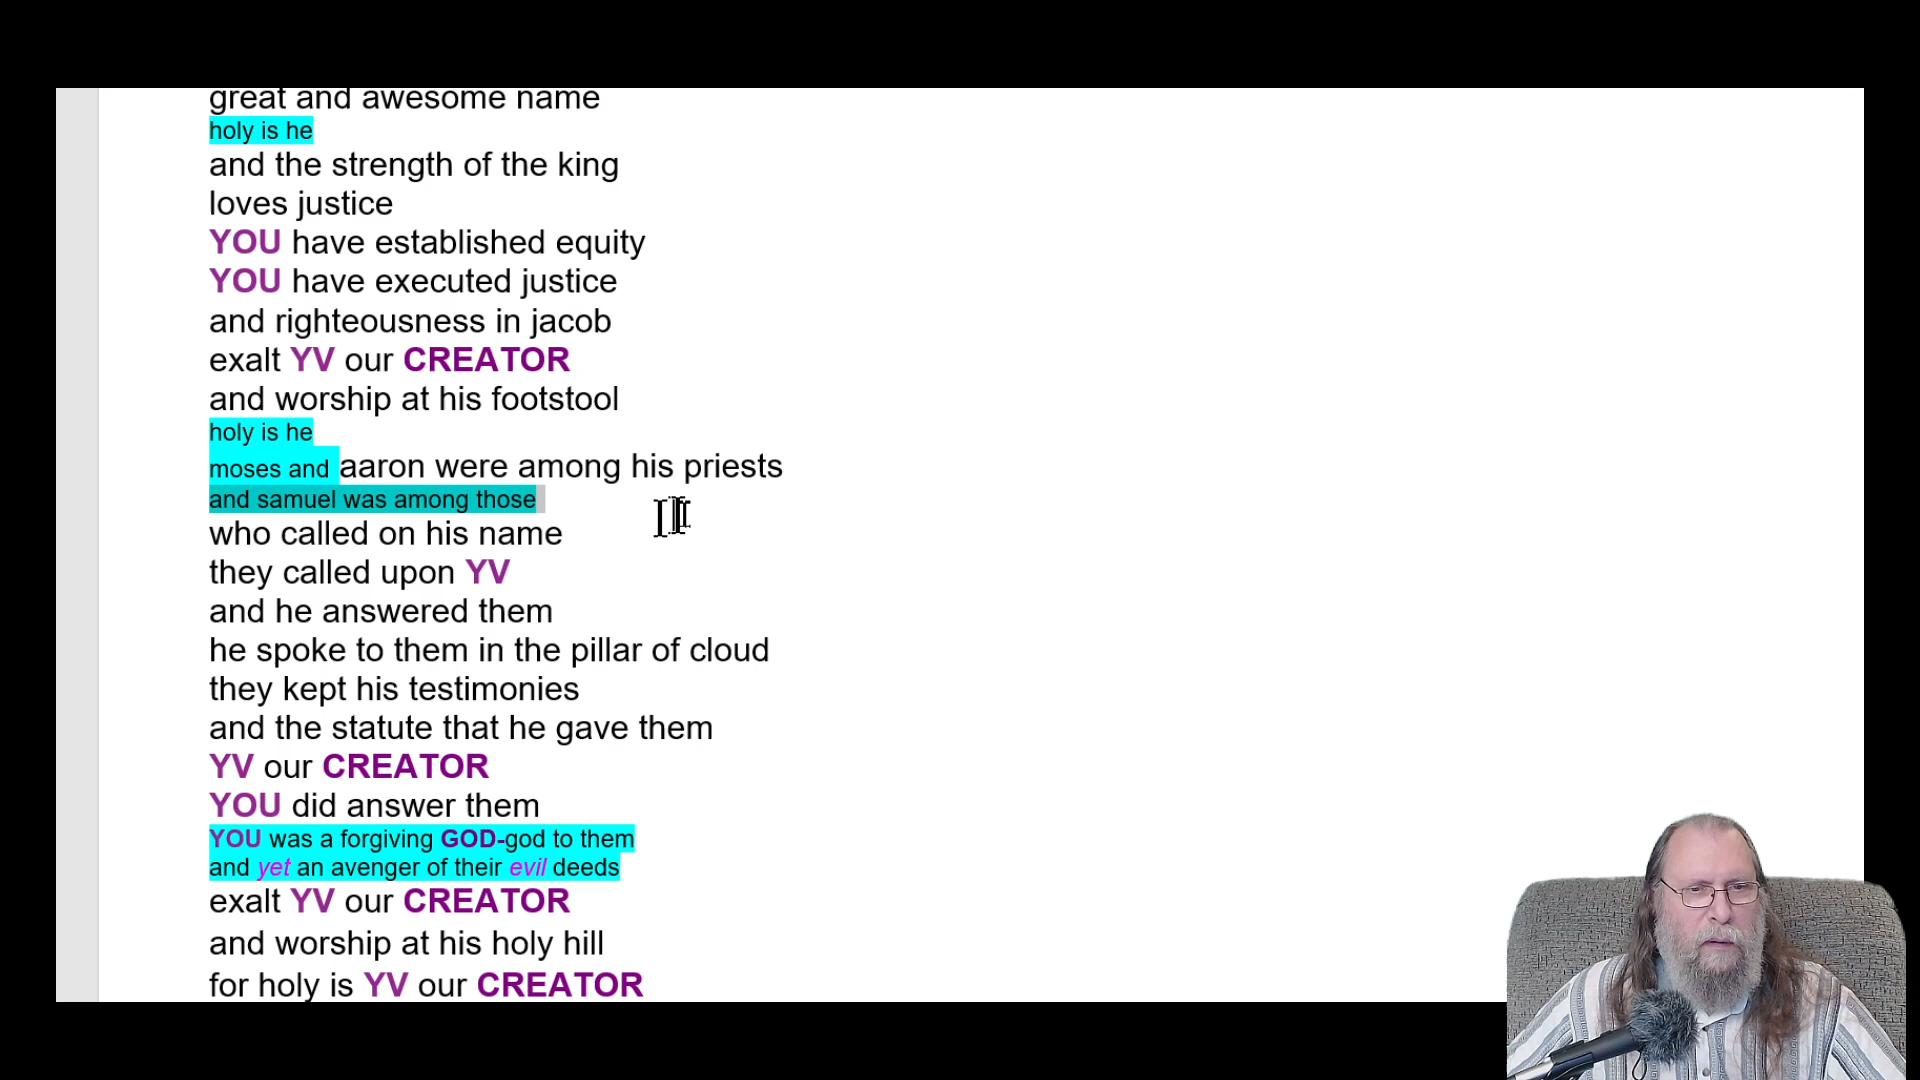 great and awesome name
holy is he
and the strength of the king
loves justice
YOU have established equity
YOU have executed justice
and righteousness in jacob
exalt YV our CREATOR
and worship at his footstool
holy is he
moses and aaron were among his priests
and samuel was among those
who called on his name
they called upon YV
and he answered them
he spoke to them in the pillar of cloud
they kept his testimonies
and the statute that he gave them
YV our CREATOR
YOU did answer them
YOU was a forgiving GOD-god to them
and yet an avenger of their evil deeds
exalt YV our CREATOR
and worship at his holy hill
for holy is YV our CREATOR